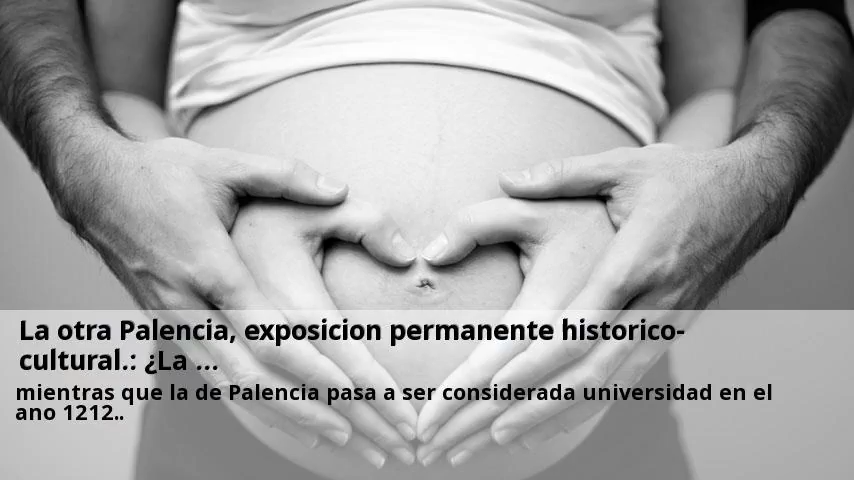 La otra Palencia, exposicion permanente historico-
cultural.: ¿La ...
mientras que la de Palencia pasa a ser considerada universidad en el
ano 1212..